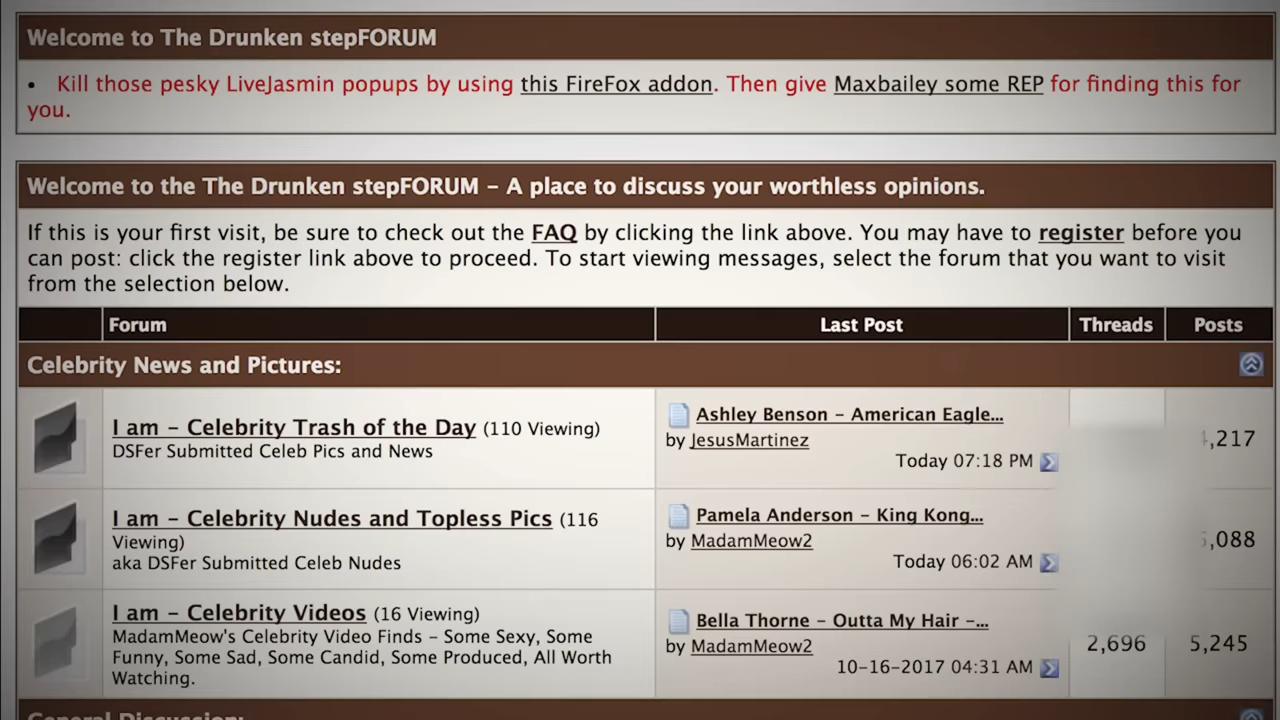 Welcome to The Drunken stepFORUM
• Kill those pesky LiveJasmin popups by using this FireFox addon. Then give Maxbailey some REP for finding this for
you.
Welcome to the The Drunken stepFORUM - A place to discuss your worthless opinions.
If this is your first visit, be sure to check out the FAQ by clicking the link above. You may have to register before you
can post: click the register link above to proceed. To start viewing messages, select the forum that you want to visit
from the selection below.
Forum Last Post Threads Posts
Celebrity News and Pictures:
I am - Celebrity Trash of the Day (110 Viewing)
DSFer Submitted Celeb Pics and News
Ashley Benson - American Eagle...
by JesusMartinez
Today 07:18 PM
,217
I am - Celebrity Nudes and Topless Pics (116
Viewing)
aka DSFer Submitted Celeb Nudes
Pamela Anderson - King Kong...
by MadamMeow2
Today 06:02 AM
,088
I am - Celebrity Videos (16 Viewing)
MadamMeow's Celebrity Video Finds - Some Sexy, Some
Funny, Some Sad, Some Candid, Some Produced, All Worth
Watching.
Bella Thorne - Outta My Hair -...
by MadamMeow2
10-16-2017 04:31 AM
2,696
5,245
General Discussion: